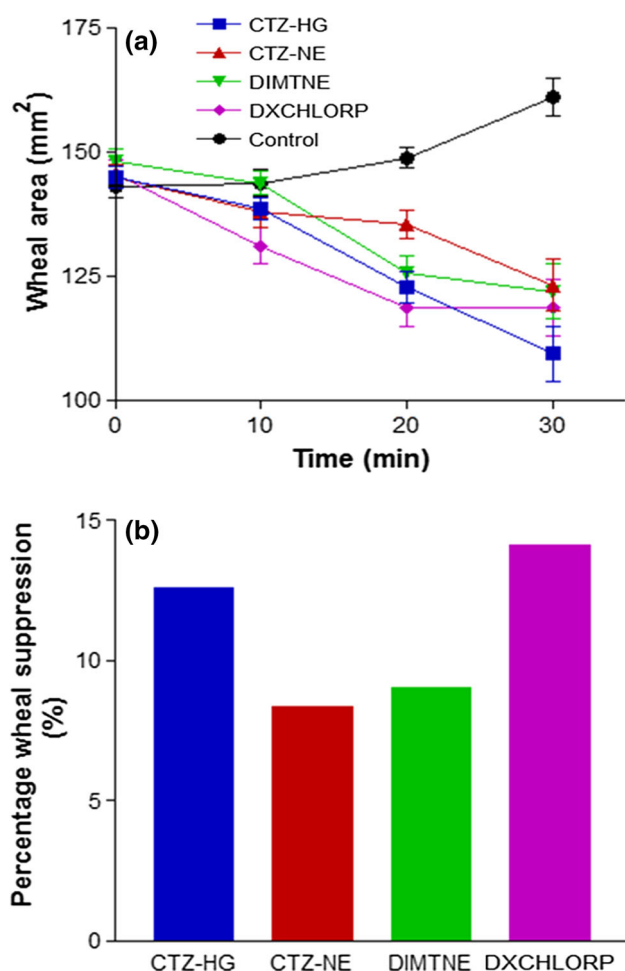 (a)
CTZ-HG
CTZ-NE
DIMTNE
DXCHLORP
Control
Wheal area (mm²)
175
150
125
100
0 10 20 30
Time (min)
(b)
Percentage wheal suppression
(%)
15
10
5
0
CTZ-HG CTZ-NE DIMTNE DXCHLORP